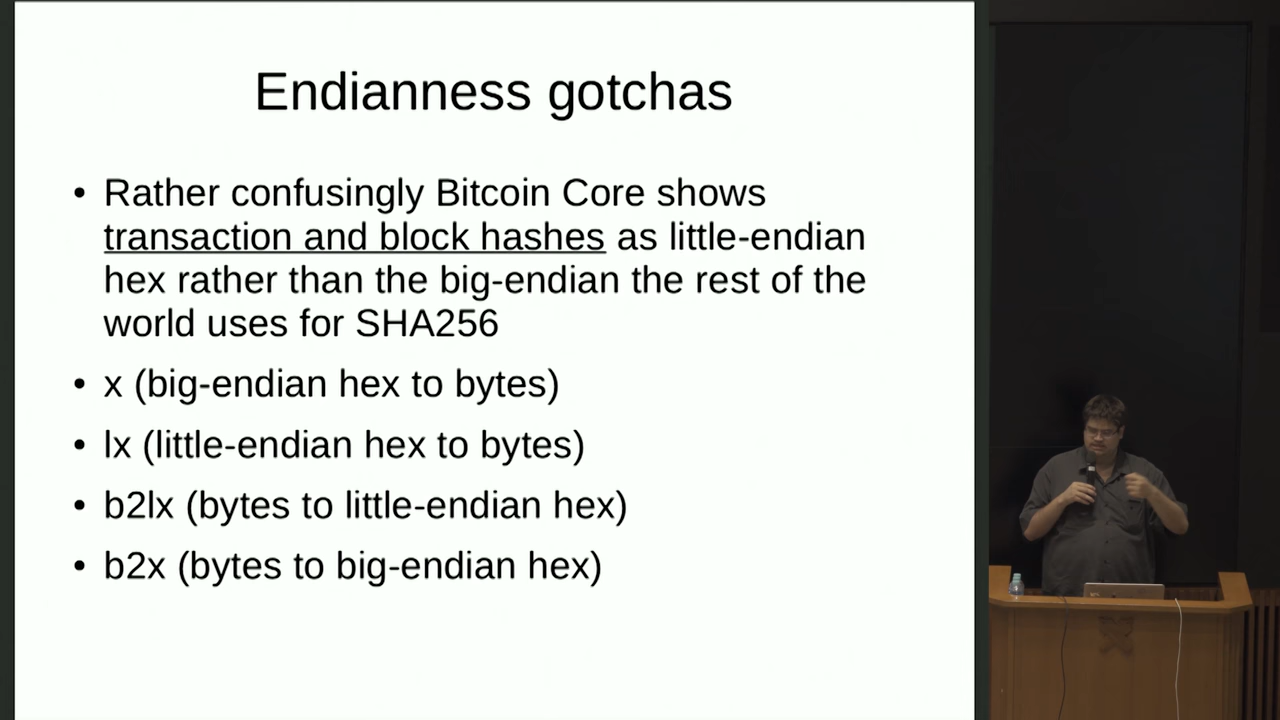 Endianness gotchas
• Rather confusingly Bitcoin Core shows
transaction and block hashes as little-endian
hex rather than the big-endian the rest of the
world uses for SHA256
• x (big-endian hex to bytes)
• lx (little-endian hex to bytes)
• b2lx (bytes to little-endian hex)
• b2x (bytes to big-endian hex)